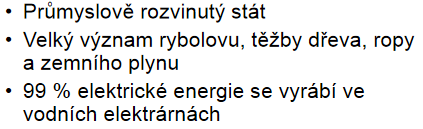 • Průmyslově rozvinutý stát
• Velký význam rybolovu, těžby dřeva, ropy
a zemního plynu
• 99 % elektrické energie se vyrábí ve
vodních elektrárnách